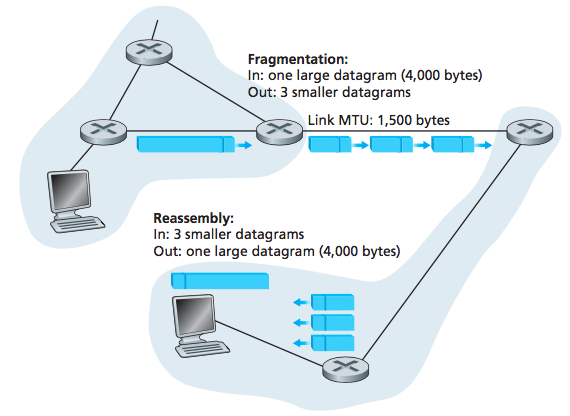 Fragmentation:
In: one large datagram (4,000 bytes)
Out: 3 smaller datagrams
Link MTU: 1,500 bytes
Reassembly:
In: 3 smaller datagrams
Out: one large datagram (4,000 bytes)